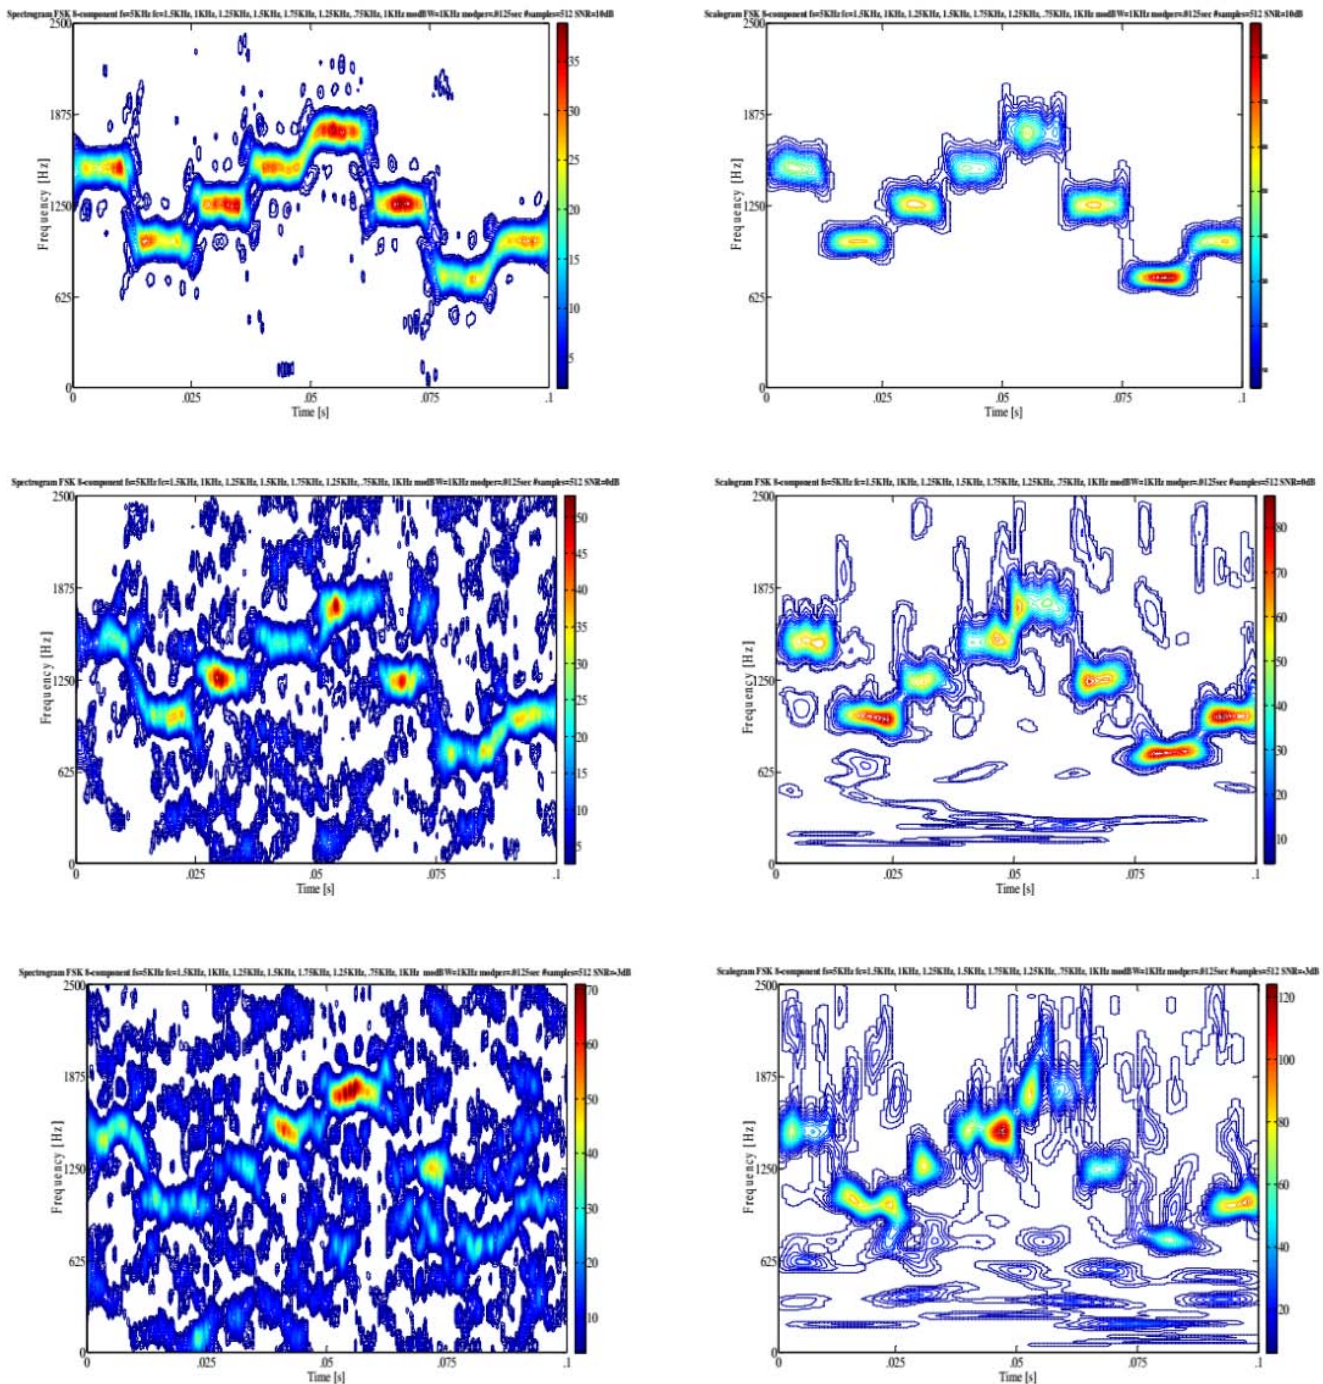 Spectrogram FSK 8-component fs=5KHz fc=1.5KHz, 1KHz, 1.25KHz, 1.5KHz, 1.75KHz, 1.25KHz, .75KHz, 1KHz modBW=1KHz modper=.0125sec #samples=512 SNR=10dB
2500
1875
1250
625
0
Frequency [Hz]
0 .025 .05 .075 .1
Time [s]
35
30
25
20
15
10
5
Scalogram FSK 8-component fs=5KHz fc=1.5KHz, 1KHz, 1.25KHz, 1.5KHz, 1.75KHz, 1.25KHz, .75KHz, 1KHz modBW=1KHz modper=.0125sec #samples=512 SNR=10dB
2500
1875
1250
625
0
Frequency [Hz]
0 .025 .05 .075 .1
Time [s]
Spectrogram FSK 8-component fs=5KHz fc=1.5KHz, 1KHz, 1.25KHz, 1.5KHz, 1.75KHz, 1.25KHz, .75KHz, 1KHz modBW=1KHz modper=.0125sec #samples=512 SNR=0dB
2500
1875
1250
625
0
Frequency [Hz]
0 .025 .05 .075 .1
Time [s]
50
45
40
35
30
25
20
15
10
5
Scalogram FSK 8-component fs=5KHz fc=1.5KHz, 1KHz, 1.25KHz, 1.5KHz, 1.75KHz, 1.25KHz, .75KHz, 1KHz modBW=1KHz modper=.0125sec #samples=512 SNR=0dB
2500
1875
1250
625
0
Frequency [Hz]
0 .025 .05 .075 .1
Time [s]
80
70
60
50
40
30
20
10
Spectrogram FSK 8-component fs=5KHz fc=1.5KHz, 1KHz, 1.25KHz, 1.5KHz, 1.75KHz, 1.25KHz, .75KHz, 1KHz modBW=1KHz modper=.0125sec #samples=512 SNR=-3dB
2500
1875
1250
625
0
Frequency [Hz]
0 .025 .05 .075 .1
Time [s]
70
60
50
40
30
20
10
Scalogram FSK 8-component fs=5KHz fc=1.5KHz, 1KHz, 1.25KHz, 1.5KHz, 1.75KHz, 1.25KHz, .75KHz, 1KHz modBW=1KHz modper=.0125sec #samples=512 SNR=-3dB
2500
1875
1250
625
0
Frequency [Hz]
0 .025 .05 .075 .1
Time [s]
120
100
80
60
40
20